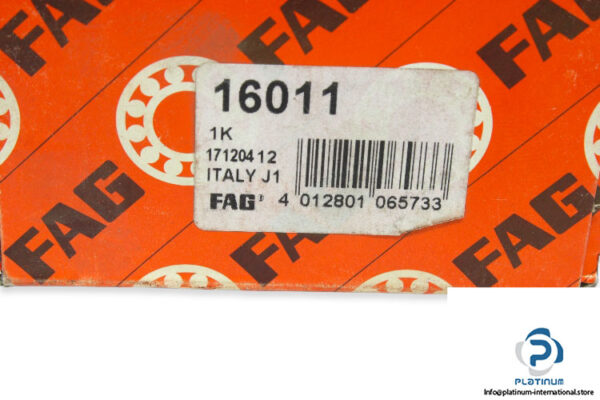 FAG
FAG
FAG
16011
1K
17120412
ITALY J1
FAG
4 012801 065733
FAG
FAG
FAG
PLATINUM
Info@platinum-international.store